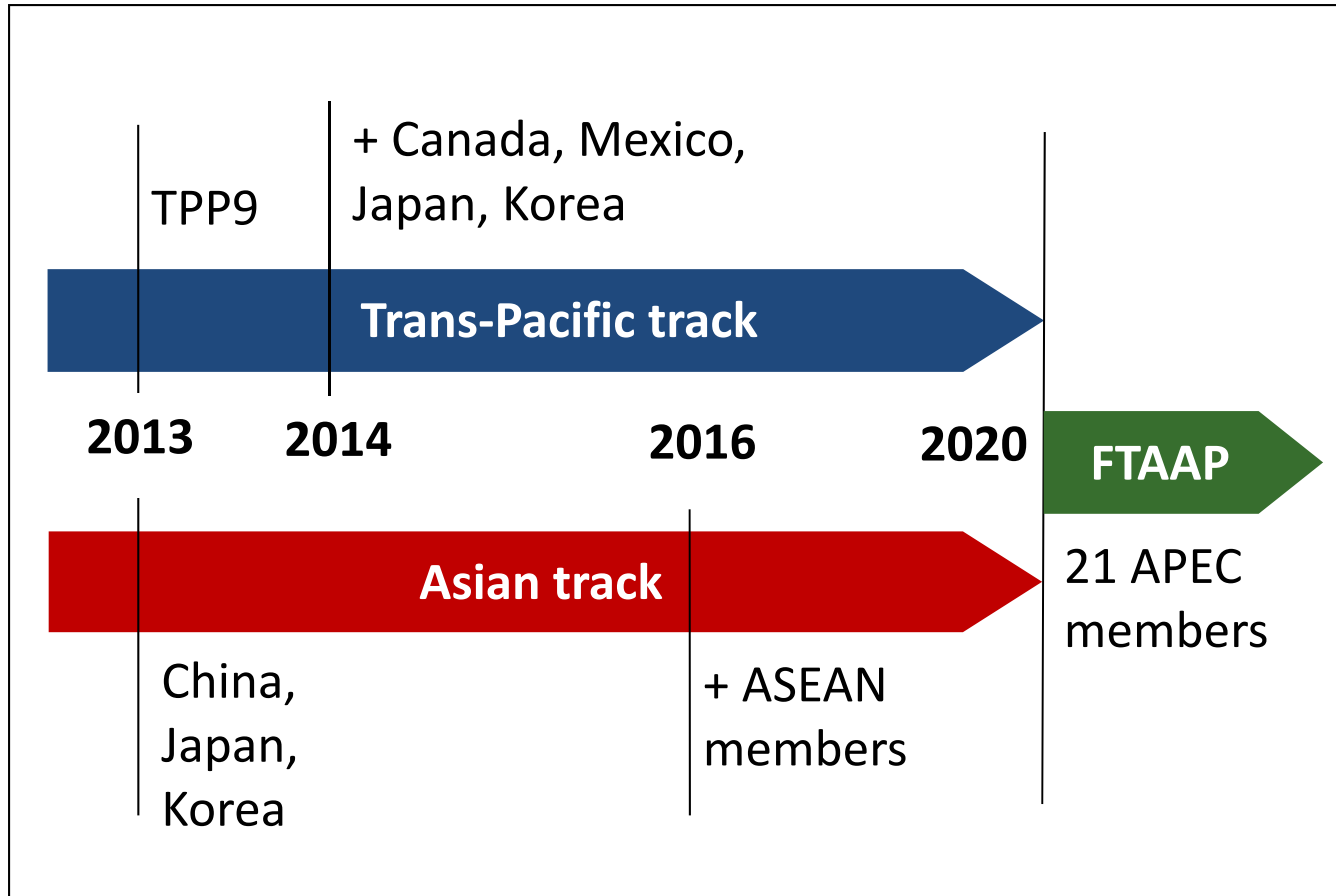 + Canada, Mexico,
Japan, Korea
TPP9
Trans-Pacific track
2013
2014
2016
2020
FTAAP
Asian track
21 APEC
members
China,
Japan,
Korea
+ ASEAN
members